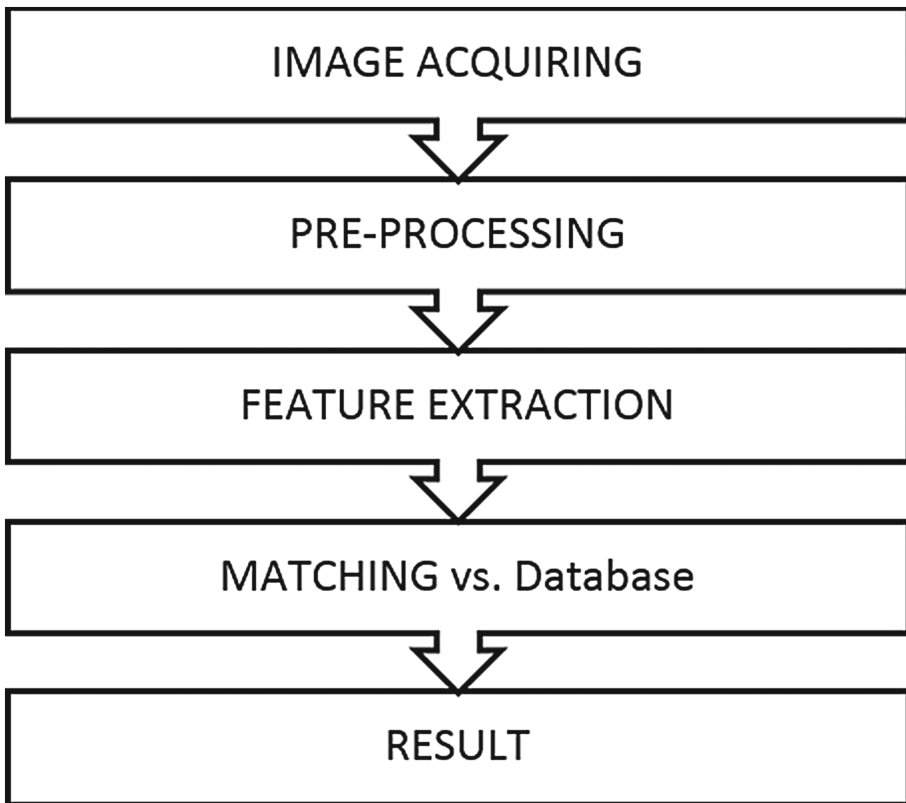 IMAGE ACQUIRING
PRE-PROCESSING
FEATURE EXTRACTION
MATCHING vs. Database
RESULT